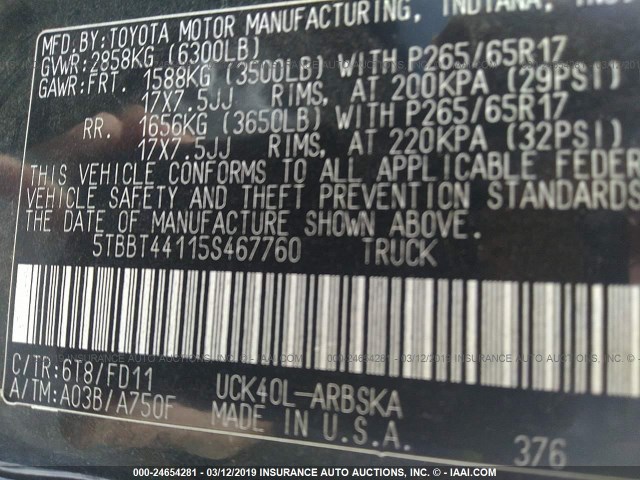 MFD. BY: TOYOTA MOTOR MANUFACTURING, INDIANA,
GVWR: 2858KG (6300LB)
GAWR: FRT. 1588KG (3500LB) WITH P265/65R17
17X7.5JJ RIMS, AT 200KPA (29PSI)
RR. 1656KG (3650LB) WITH P265/65R17
17X7.5JJ RIMS, AT 220KPA (32PSI)
THIS VEHICLE CONFORMS TO ALL APPLICABLE FEDER
VEHICLE SAFETY AND THEFT PREVENTION STANDARDS
THE DATE OF MANUFACTURE SHOWN ABOVE.
5TBBT44115S467760 TRUCK
C/TR: 6T8/FD11 UCK40L-ARBSKA
A/TM: A03B/A750F MADE IN U.S.A. 376
000-24654281 - 03/12/2019 INSURANCE AUTO AUCTIONS, INC. - © IAAI.COM